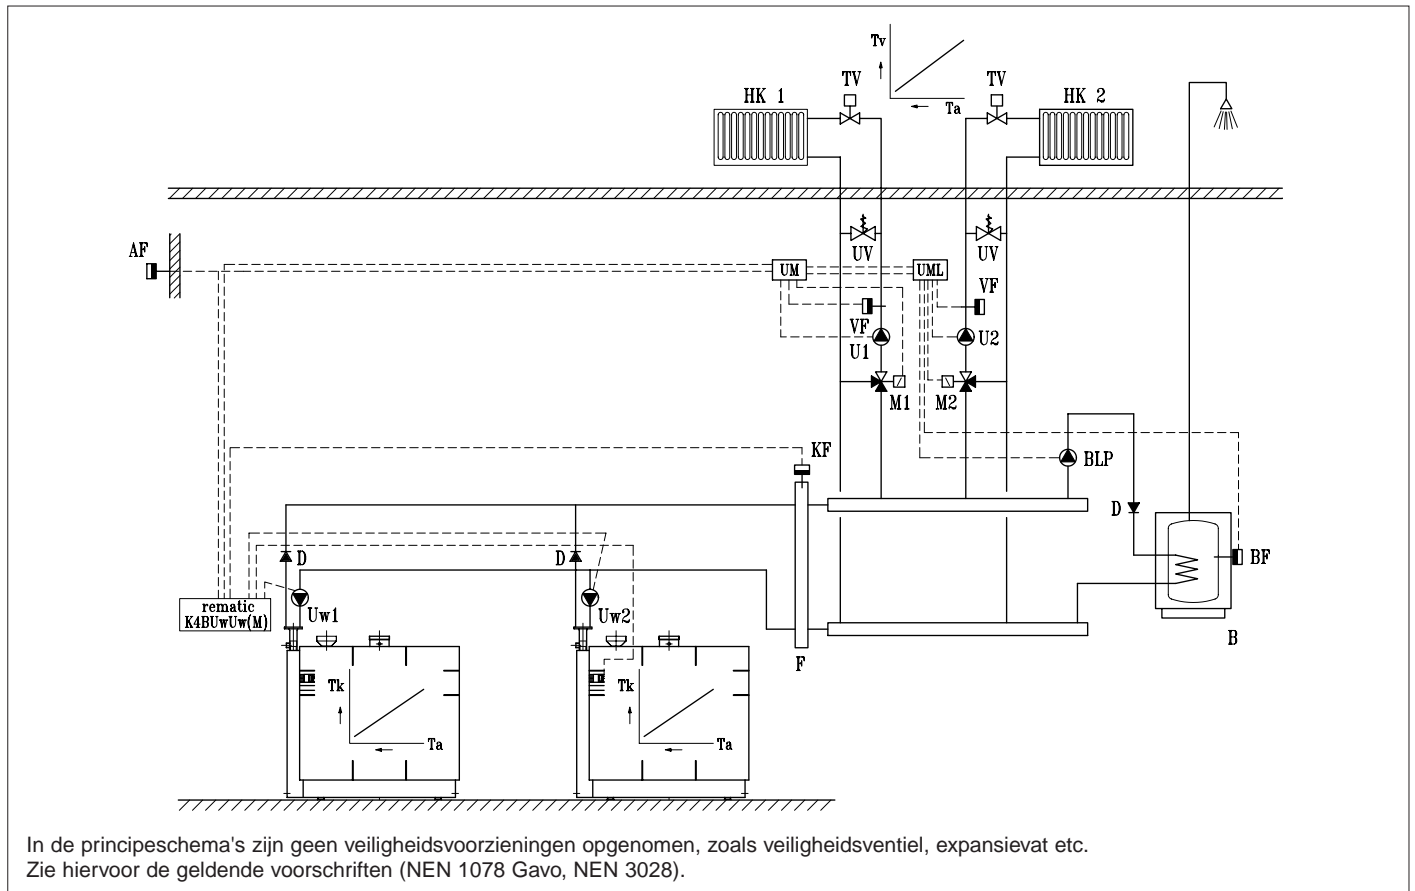 Tv
TV
TV
HK 1
Ta
HK 2
AF
UV
UV
UM
UML
VF
VF
U1
U2
M1
M2
KF
BLP
D
D
D
BF
rematic
K4BUwUw(M)
Uw1
Uw2
B
F
Tk
Ta
Tk
Ta
In de principeschema's zijn geen veiligheidsvoorzieningen opgenomen, zoals veiligheidsventiel, expansievat etc.
Zie hiervoor de geldende voorschriften (NEN 1078 Gavo, NEN 3028).